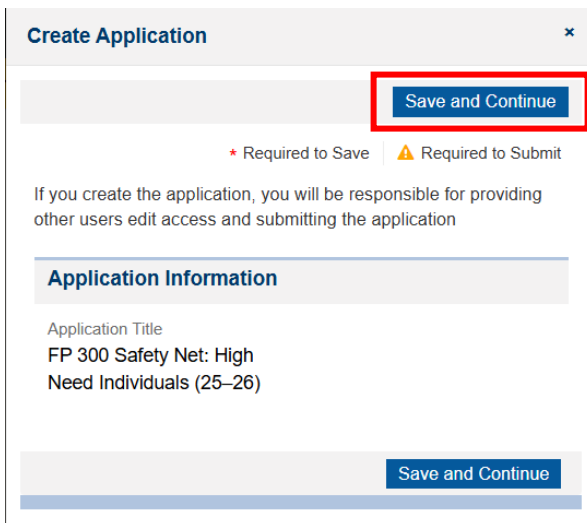 Create Application ×
Save and Continue
* Required to Save Required to Submit
If you create the application, you will be responsible for providing
other users edit access and submitting the application
Application Information
Application Title
FP 300 Safety Net: High
Need Individuals (25–26)
Save and Continue